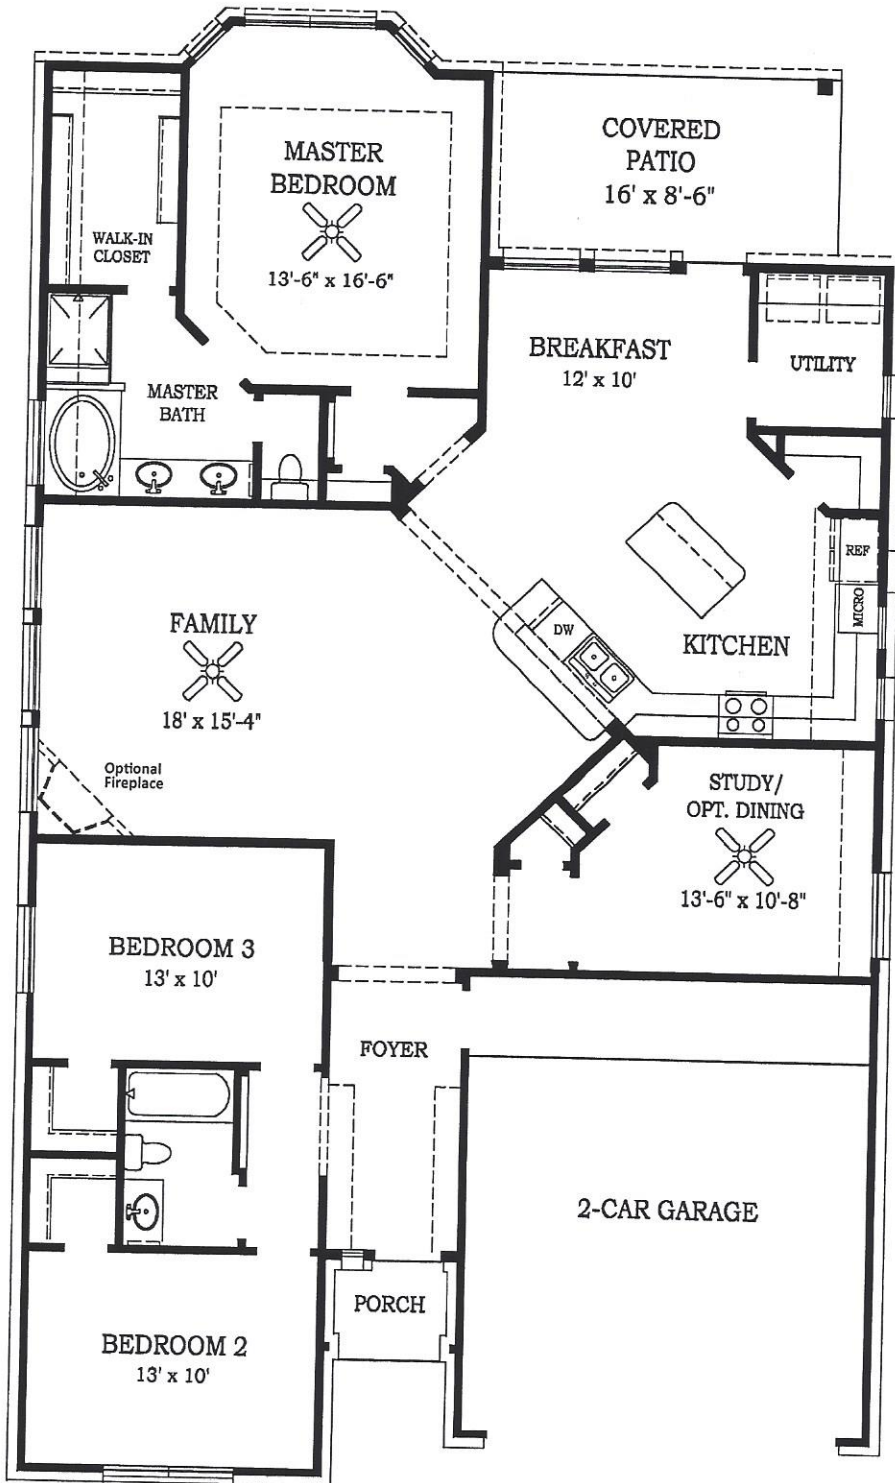 MASTER
BEDROOM
13'-6" x 16'-6"
COVERED
PATIO
16' x 8'-6"
WALK-IN
CLOSET
BREAKFAST
12' x 10'
UTILITY
MASTER
BATH
REF
MICRO
DW
KITCHEN
FAMILY
18' x 15'-4"
Optional
Fireplace
STUDY/
OPT. DINING
13'-6" x 10'-8"
BEDROOM 3
13' x 10'
FOYER
2-CAR GARAGE
PORCH
BEDROOM 2
13' x 10'